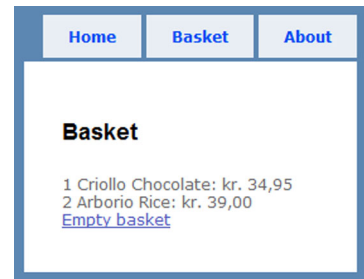 Home Basket About
Basket
1 Criollo Chocolate: kr. 34,95
2 Arborio Rice: kr. 39,00
Empty basket